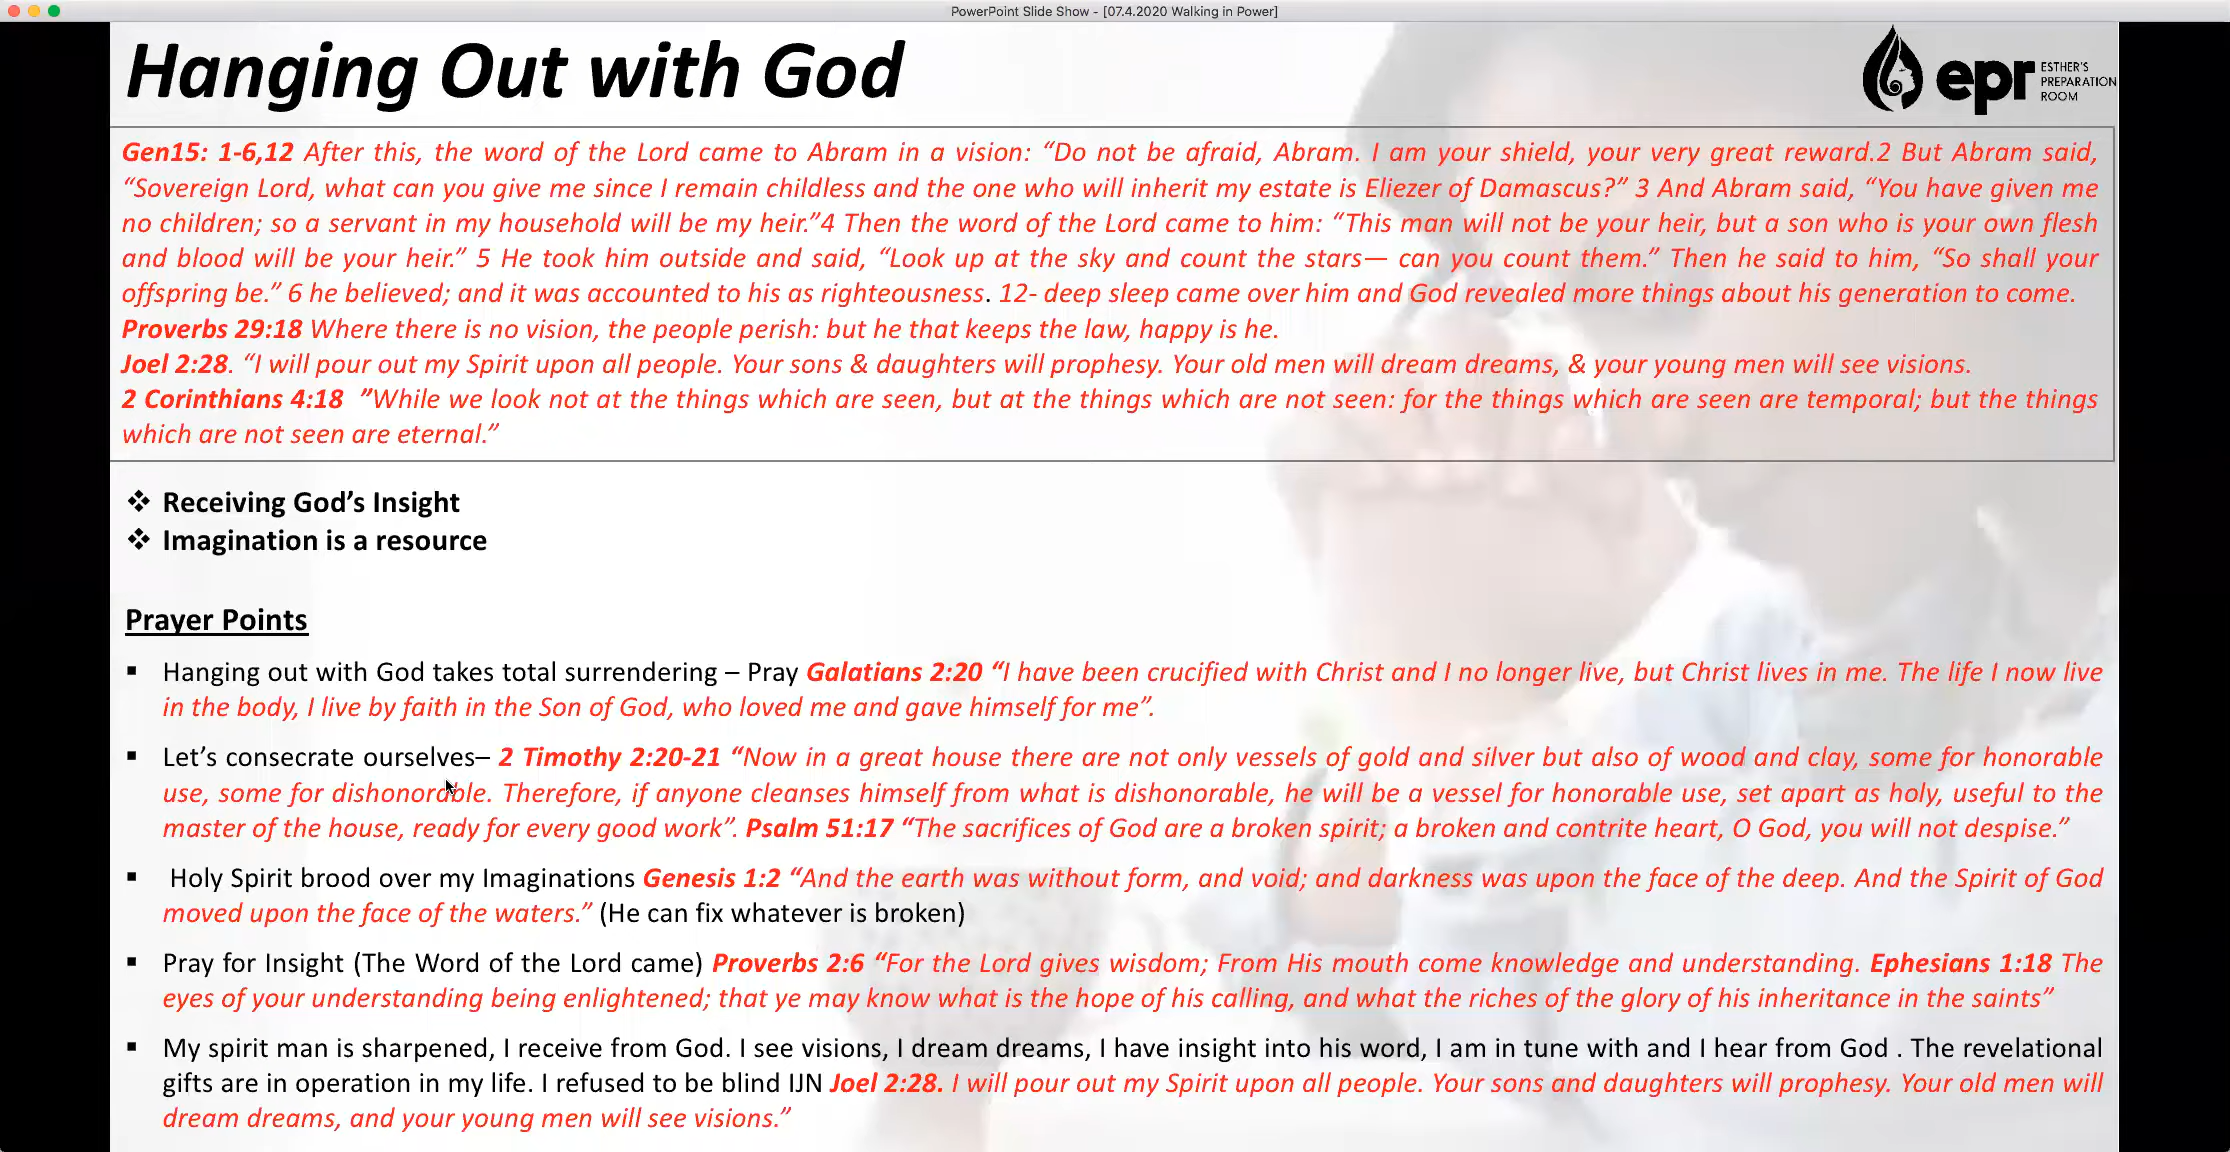 PowerPoint Slide Show - [07.4.2020 Walking in Power]
Hanging Out with God
epr
ESTHER'S
PREPARATION
ROOM
Gen15: 1-6,12 After this, the word of the Lord came to Abram in a vision: “Do not be afraid, Abram. I am your shield, your very great reward.2 But Abram said,
“Sovereign Lord, what can you give me since I remain childless and the one who will inherit my estate is Eliezer of Damascus?” 3 And Abram said, “You have given me
no children; so a servant in my household will be my heir.”4 Then the word of the Lord came to him: “This man will not be your heir, but a son who is your own flesh
and blood will be your heir.” 5 He took him outside and said, “Look up at the sky and count the stars— can you count them.” Then he said to him, “So shall your
offspring be.” 6 he believed; and it was accounted to his as righteousness. 12- deep sleep came over him and God revealed more things about his generation to come.
Proverbs 29:18 Where there is no vision, the people perish: but he that keeps the law, happy is he.
Joel 2:28. “I will pour out my Spirit upon all people. Your sons & daughters will prophesy. Your old men will dream dreams, & your young men will see visions.
2 Corinthians 4:18 ”While we look not at the things which are seen, but at the things which are not seen: for the things which are seen are temporal; but the things
which are not seen are eternal.”
❖ Receiving God’s Insight
❖ Imagination is a resource
Prayer Points
▪ Hanging out with God takes total surrendering – Pray Galatians 2:20 “I have been crucified with Christ and I no longer live, but Christ lives in me. The life I now live
in the body, I live by faith in the Son of God, who loved me and gave himself for me”.
▪ Let’s consecrate ourselves– 2 Timothy 2:20-21 “Now in a great house there are not only vessels of gold and silver but also of wood and clay, some for honorable
use, some for dishonorable. Therefore, if anyone cleanses himself from what is dishonorable, he will be a vessel for honorable use, set apart as holy, useful to the
master of the house, ready for every good work”. Psalm 51:17 “The sacrifices of God are a broken spirit; a broken and contrite heart, O God, you will not despise.”
▪ Holy Spirit brood over my Imaginations Genesis 1:2 “And the earth was without form, and void; and darkness was upon the face of the deep. And the Spirit of God
moved upon the face of the waters.” (He can fix whatever is broken)
▪ Pray for Insight (The Word of the Lord came) Proverbs 2:6 “For the Lord gives wisdom; From His mouth come knowledge and understanding. Ephesians 1:18 The
eyes of your understanding being enlightened; that ye may know what is the hope of his calling, and what the riches of the glory of his inheritance in the saints”
▪ My spirit man is sharpened, I receive from God. I see visions, I dream dreams, I have insight into his word, I am in tune with and I hear from God . The revelational
gifts are in operation in my life. I refused to be blind IJN Joel 2:28. I will pour out my Spirit upon all people. Your sons and daughters will prophesy. Your old men will
dream dreams, and your young men will see visions.”